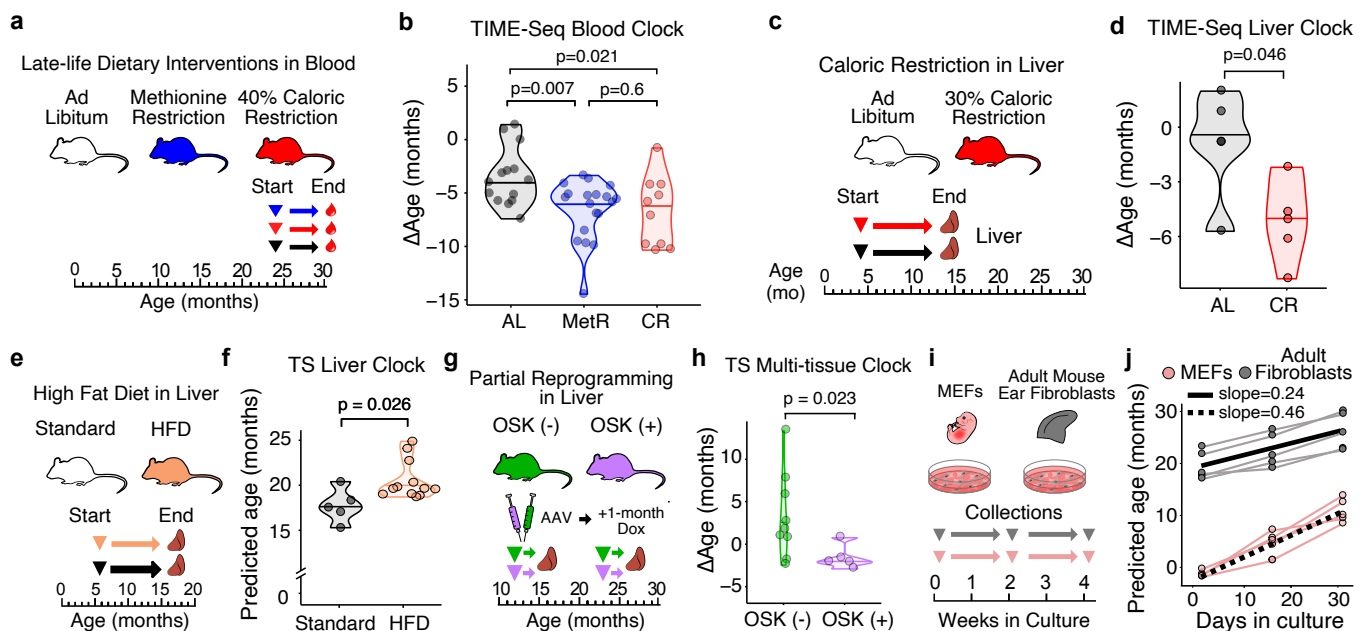 a
Late-life Dietary Interventions in Blood
Ad Libitum
Methionine Restriction
40% Caloric Restriction
Start End
0 5 10 15 20 25 30
Age (months)
b
TIME-Seq Blood Clock
p=0.021
p=0.007
p=0.6
ΔAge (months)
5
0
−5
−10
−15
AL MetR CR
c
Caloric Restriction in Liver
Ad Libitum
30% Caloric Restriction
Start End
Liver
Age (mo)
0 5 10 15 20 25 30
d
TIME-Seq Liver Clock
p=0.046
ΔAge (months)
0
−3
−6
AL CR
e
High Fat Diet in Liver
Standard HFD
Start End
0 5 10 15 20
Age (months)
f
TS Liver Clock
p = 0.026
Predicted age (months)
25
20
15
0
Standard HFD
g
Partial Reprogramming in Liver
OSK (-) OSK (+)
AAV
+1-month Dox
10 15 20 25 30
Age (months)
h
TS Multi-tissue Clock
p=0.023
ΔAge (months)
10
5
0
−5
OSK (-) OSK (+)
i
MEFs
Adult Mouse Ear Fibroblasts
Collections
0 1 2 3 4
Weeks in Culture
j
MEFs
Adult Fibroblasts
slope=0.24
slope=0.46
Predicted age (months)
30
20
10
0
0 10 20 30
Days in culture